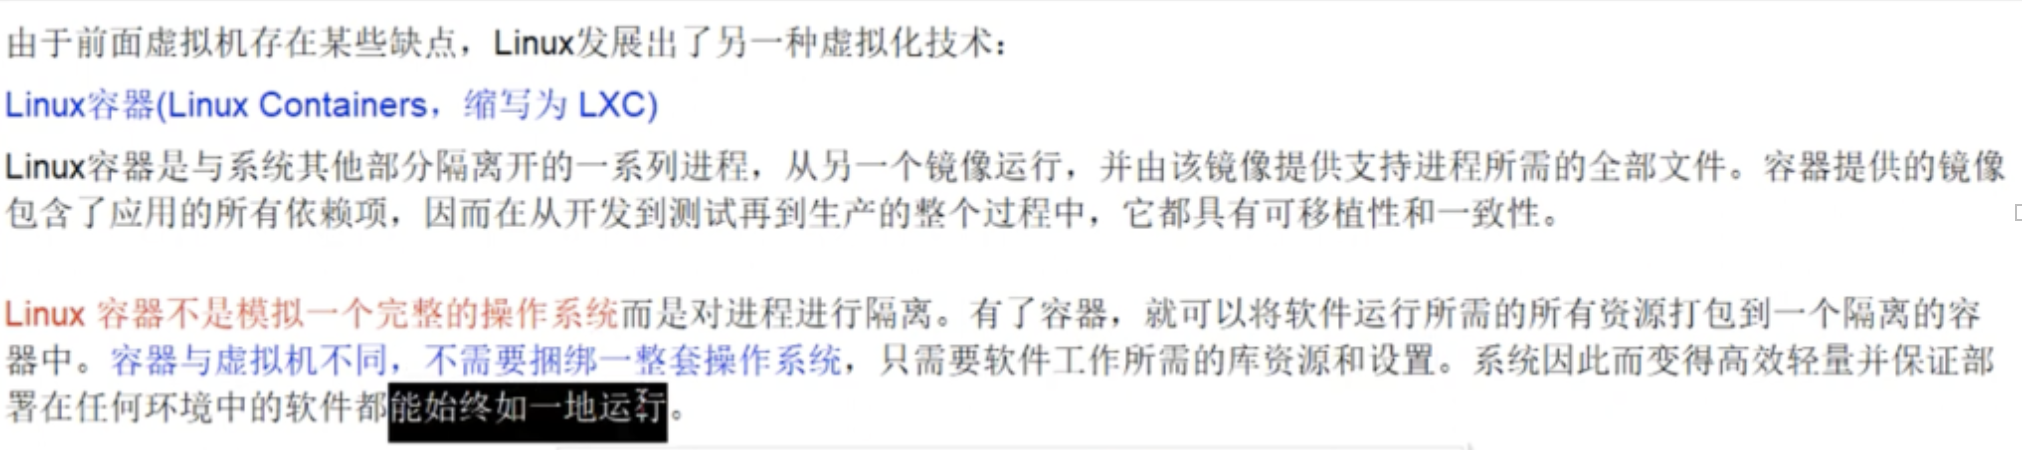 由于前面虚拟机存在某些缺点，Linux发展出了另一种虚拟化技术：
Linux容器(Linux Containers，缩写为 LXC)
Linux容器是与系统其他部分隔离开的一系列进程，从另一个镜像运行，并由该镜像提供支持进程所需的全部文件。容器提供的镜像
包含了应用的所有依赖项，因而在从开发到测试再到生产的整个过程中，它都具有可移植性和一致性。
Linux 容器不是模拟一个完整的操作系统而是对进程进行隔离。有了容器，就可以将软件运行所需的所有资源打包到一个隔离的容
器中。容器与虚拟机不同，不需要捆绑一整套操作系统，只需要软件工作所需的库资源和设置。系统因此而变得高效轻量并保证部
署在任何环境中的软件都能始终如一地运行。